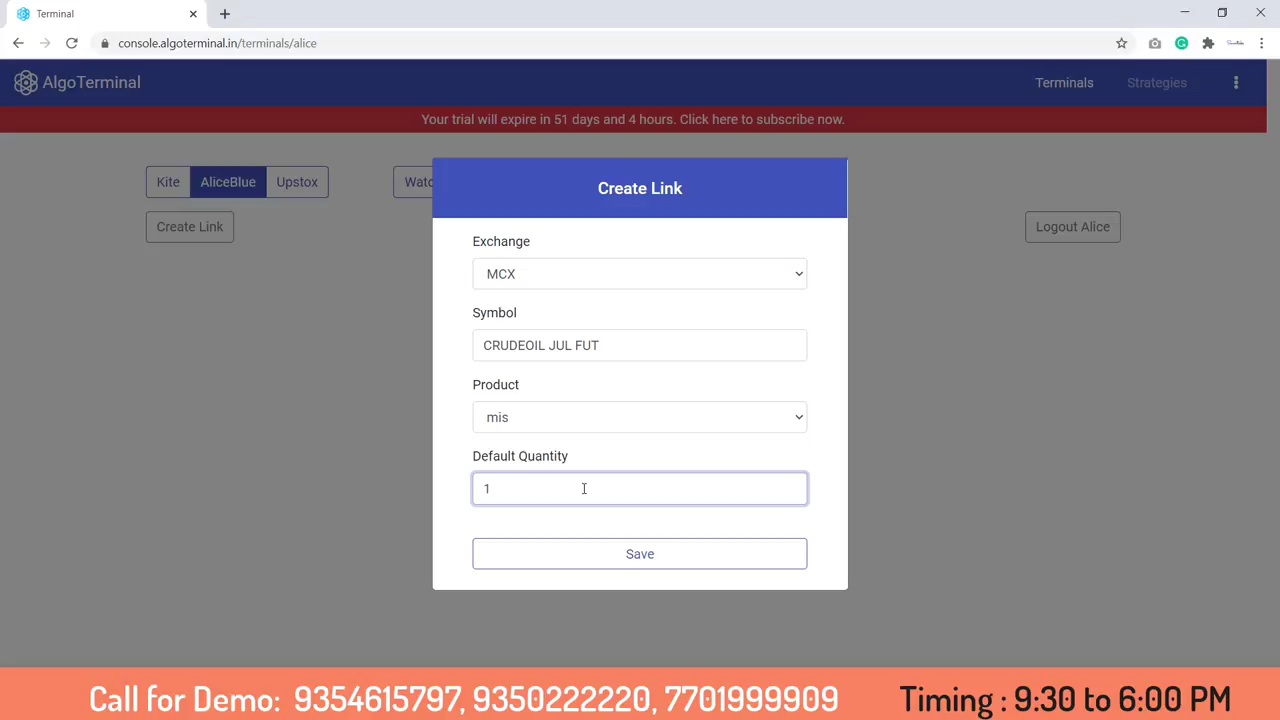 Terminal
console.algoterminal.in/terminals/alice
AlgoTerminal
Terminals
Strategies
Your trial will expire in 51 days and 4 hours. Click here to subscribe now.
Kite
AliceBlue
Upstox
Watc
Create Link
Logout Alice
Create Link
Exchange
MCX
Symbol
CRUDEOIL JUL FUT
Product
mis
Default Quantity
1
Save
Call for Demo: 9354615797, 9350222220, 7701999909
Timing : 9:30 to 6:00 PM